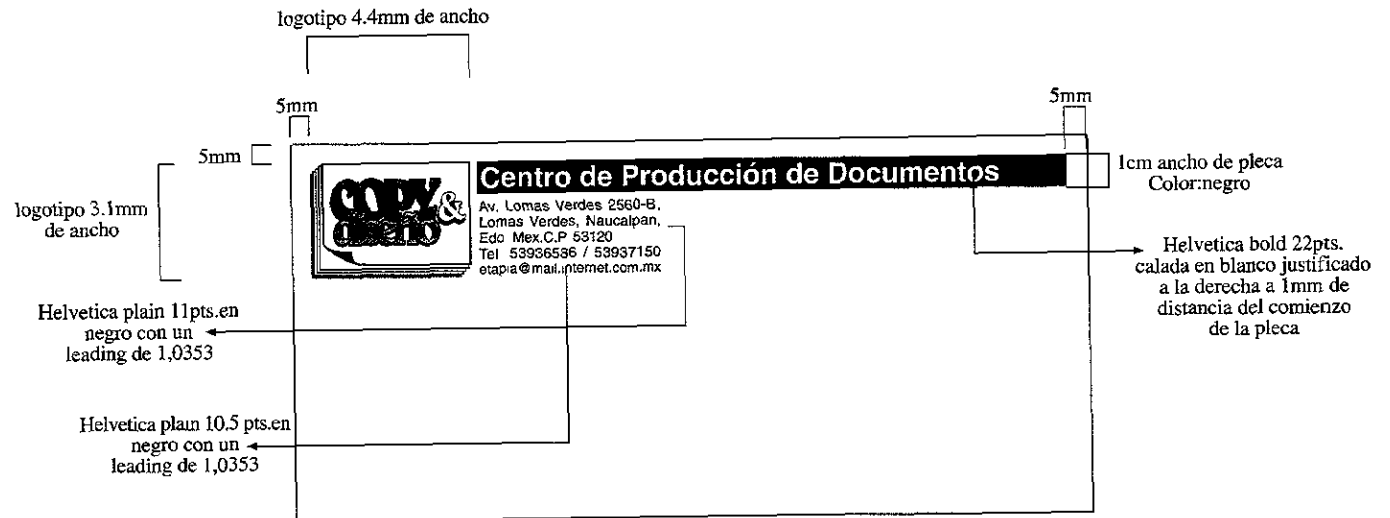 logotipo 4.4mm de ancho
5mm
5mm
5mm
logotipo 3.1mm
de ancho
copy &
diseño
Centro de Producción de Documentos
Av. Lomas Verdes 2560-B,
Lomas Verdes, Naucalpan,
Edo Mex.C.P 53120
Tel 53936586 / 53937150
etapia@mail.internet.com.mx
1cm ancho de pleca
Color:negro
Helvetica bold 22pts.
calada en blanco justificado
a la derecha a 1mm de
distancia del comienzo
de la pleca
Helvetica plain 11pts.en
negro con un
leading de 1,0353
Helvetica plain 10.5 pts.en
negro con un
leading de 1,0353